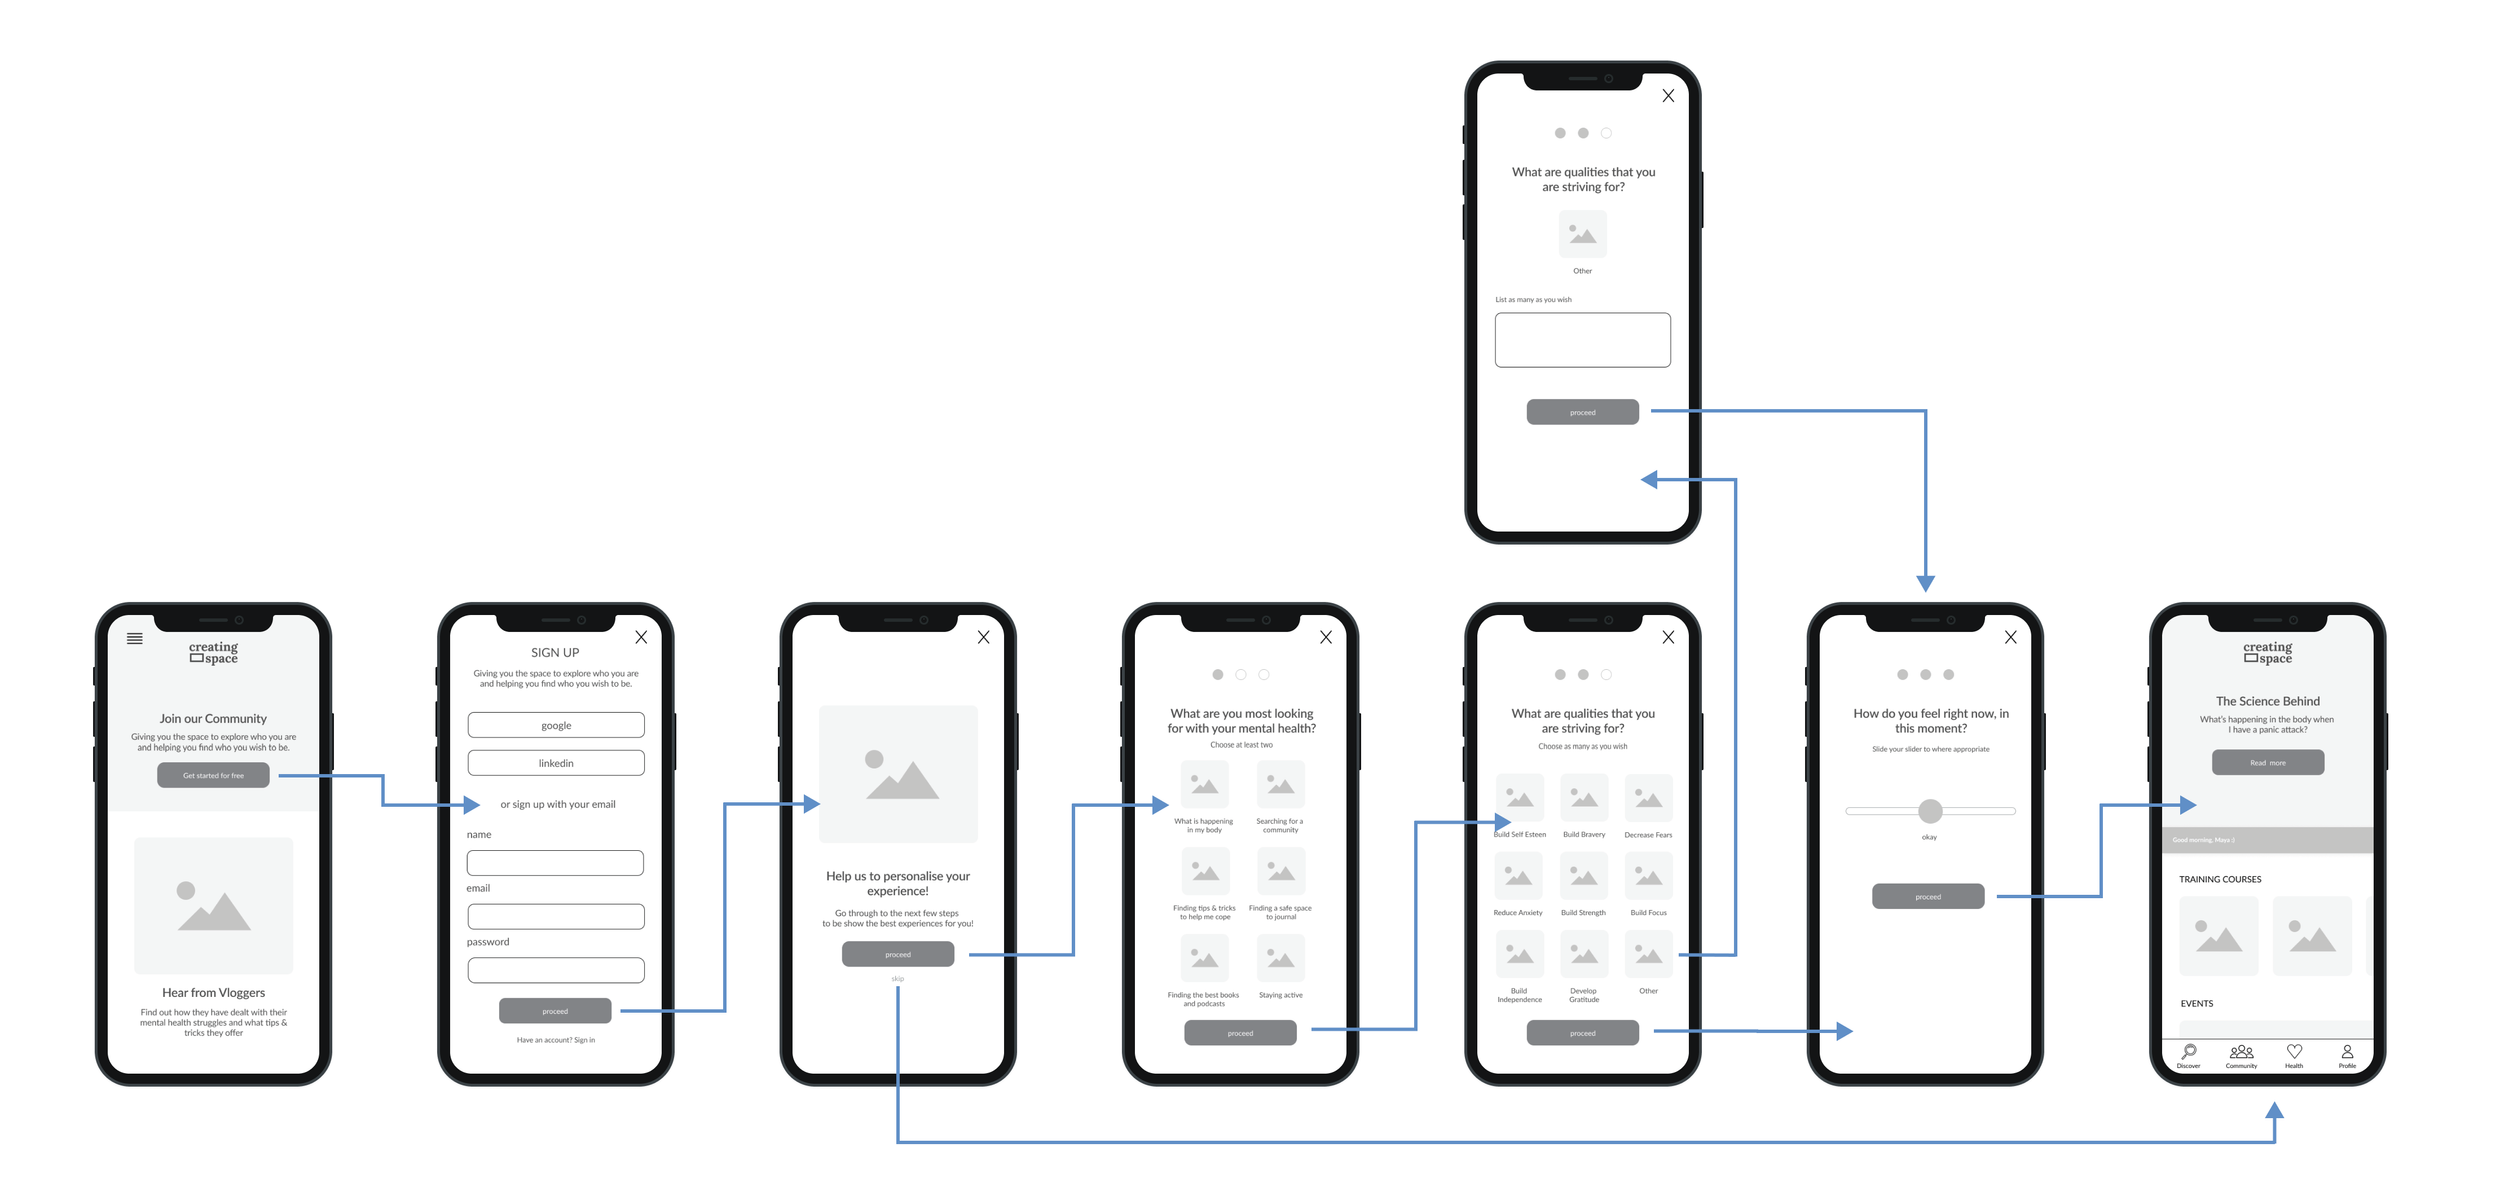 What are qualities that you
are striving for?
Other
List as many as you wish
proceed
creating
space
Join our Community
Giving you the space to explore who you are
and helping you find who you wish to be.
Get started for free
Hear from Vloggers
Find out how they have dealt with their
mental health struggles and what tips &
tricks they offer
SIGN UP
Giving you the space to explore who you are
and helping you find who you wish to be.
google
linkedin
or sign up with your email
name
email
password
proceed
Have an account? Sign in
Help us to personalise your
experience!
Go through to the next few steps
to be show the best experiences for you!
proceed
skip
What are you most looking
for with your mental health?
Choose at least two
What is happening
in my body
Searching for a
community
Finding tips & tricks
to help me cope
Finding a safe space
to journal
Finding the best books
and podcasts
Staying active
proceed
What are qualities that you
are striving for?
Choose as many as you wish
Build Self Esteen
Build Bravery
Decrease Fears
Reduce Anxiety
Build Strength
Build Focus
Build
Independence
Develop
Gratitude
Other
proceed
How do you feel right now, in
this moment?
Slide your slider to where appropriate
okay
proceed
creating
space
The Science Behind
What's happening in the body when
I have a panic attack?
Read more
Good morning, Maya :)
TRAINING COURSES
EVENTS
Discover
Community
Health
Profile